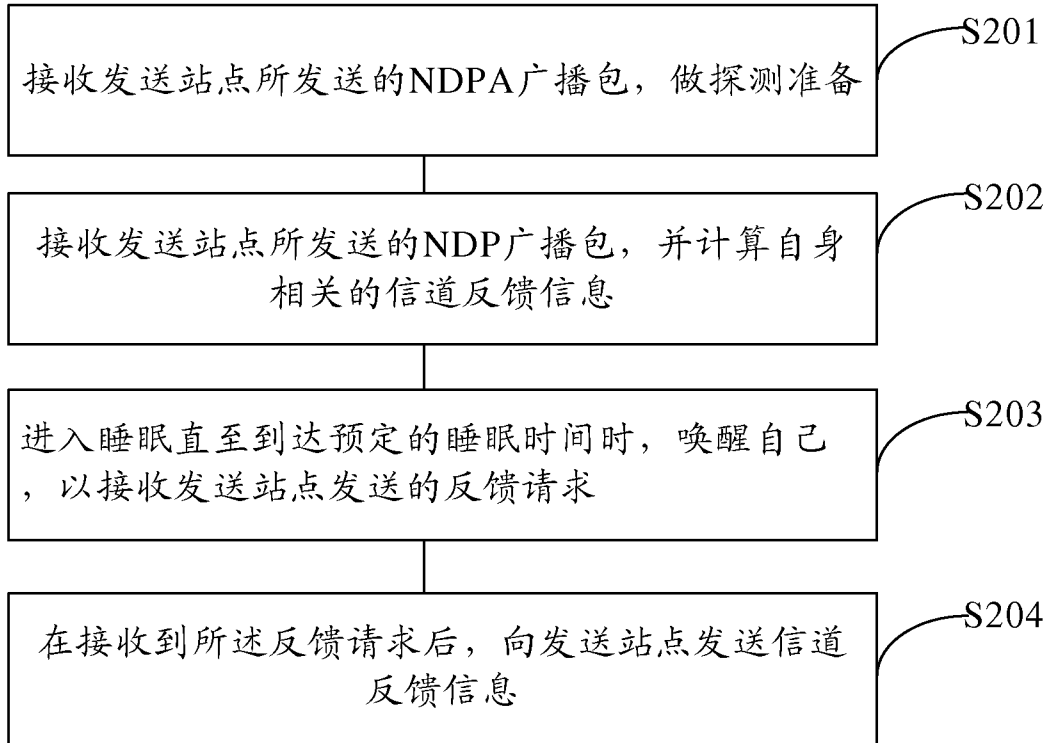 接收发送站点所发送的NDPA广播包，做探测准备
S201
接收发送站点所发送的NDP广播包，并计算自身
相关的信道反馈信息
S202
进入睡眠直至到达预定的睡眠时间时，唤醒自己
，以接收发送站点发送的反馈请求
S203
在接收到所述反馈请求后，向发送站点发送信道
反馈信息
S204